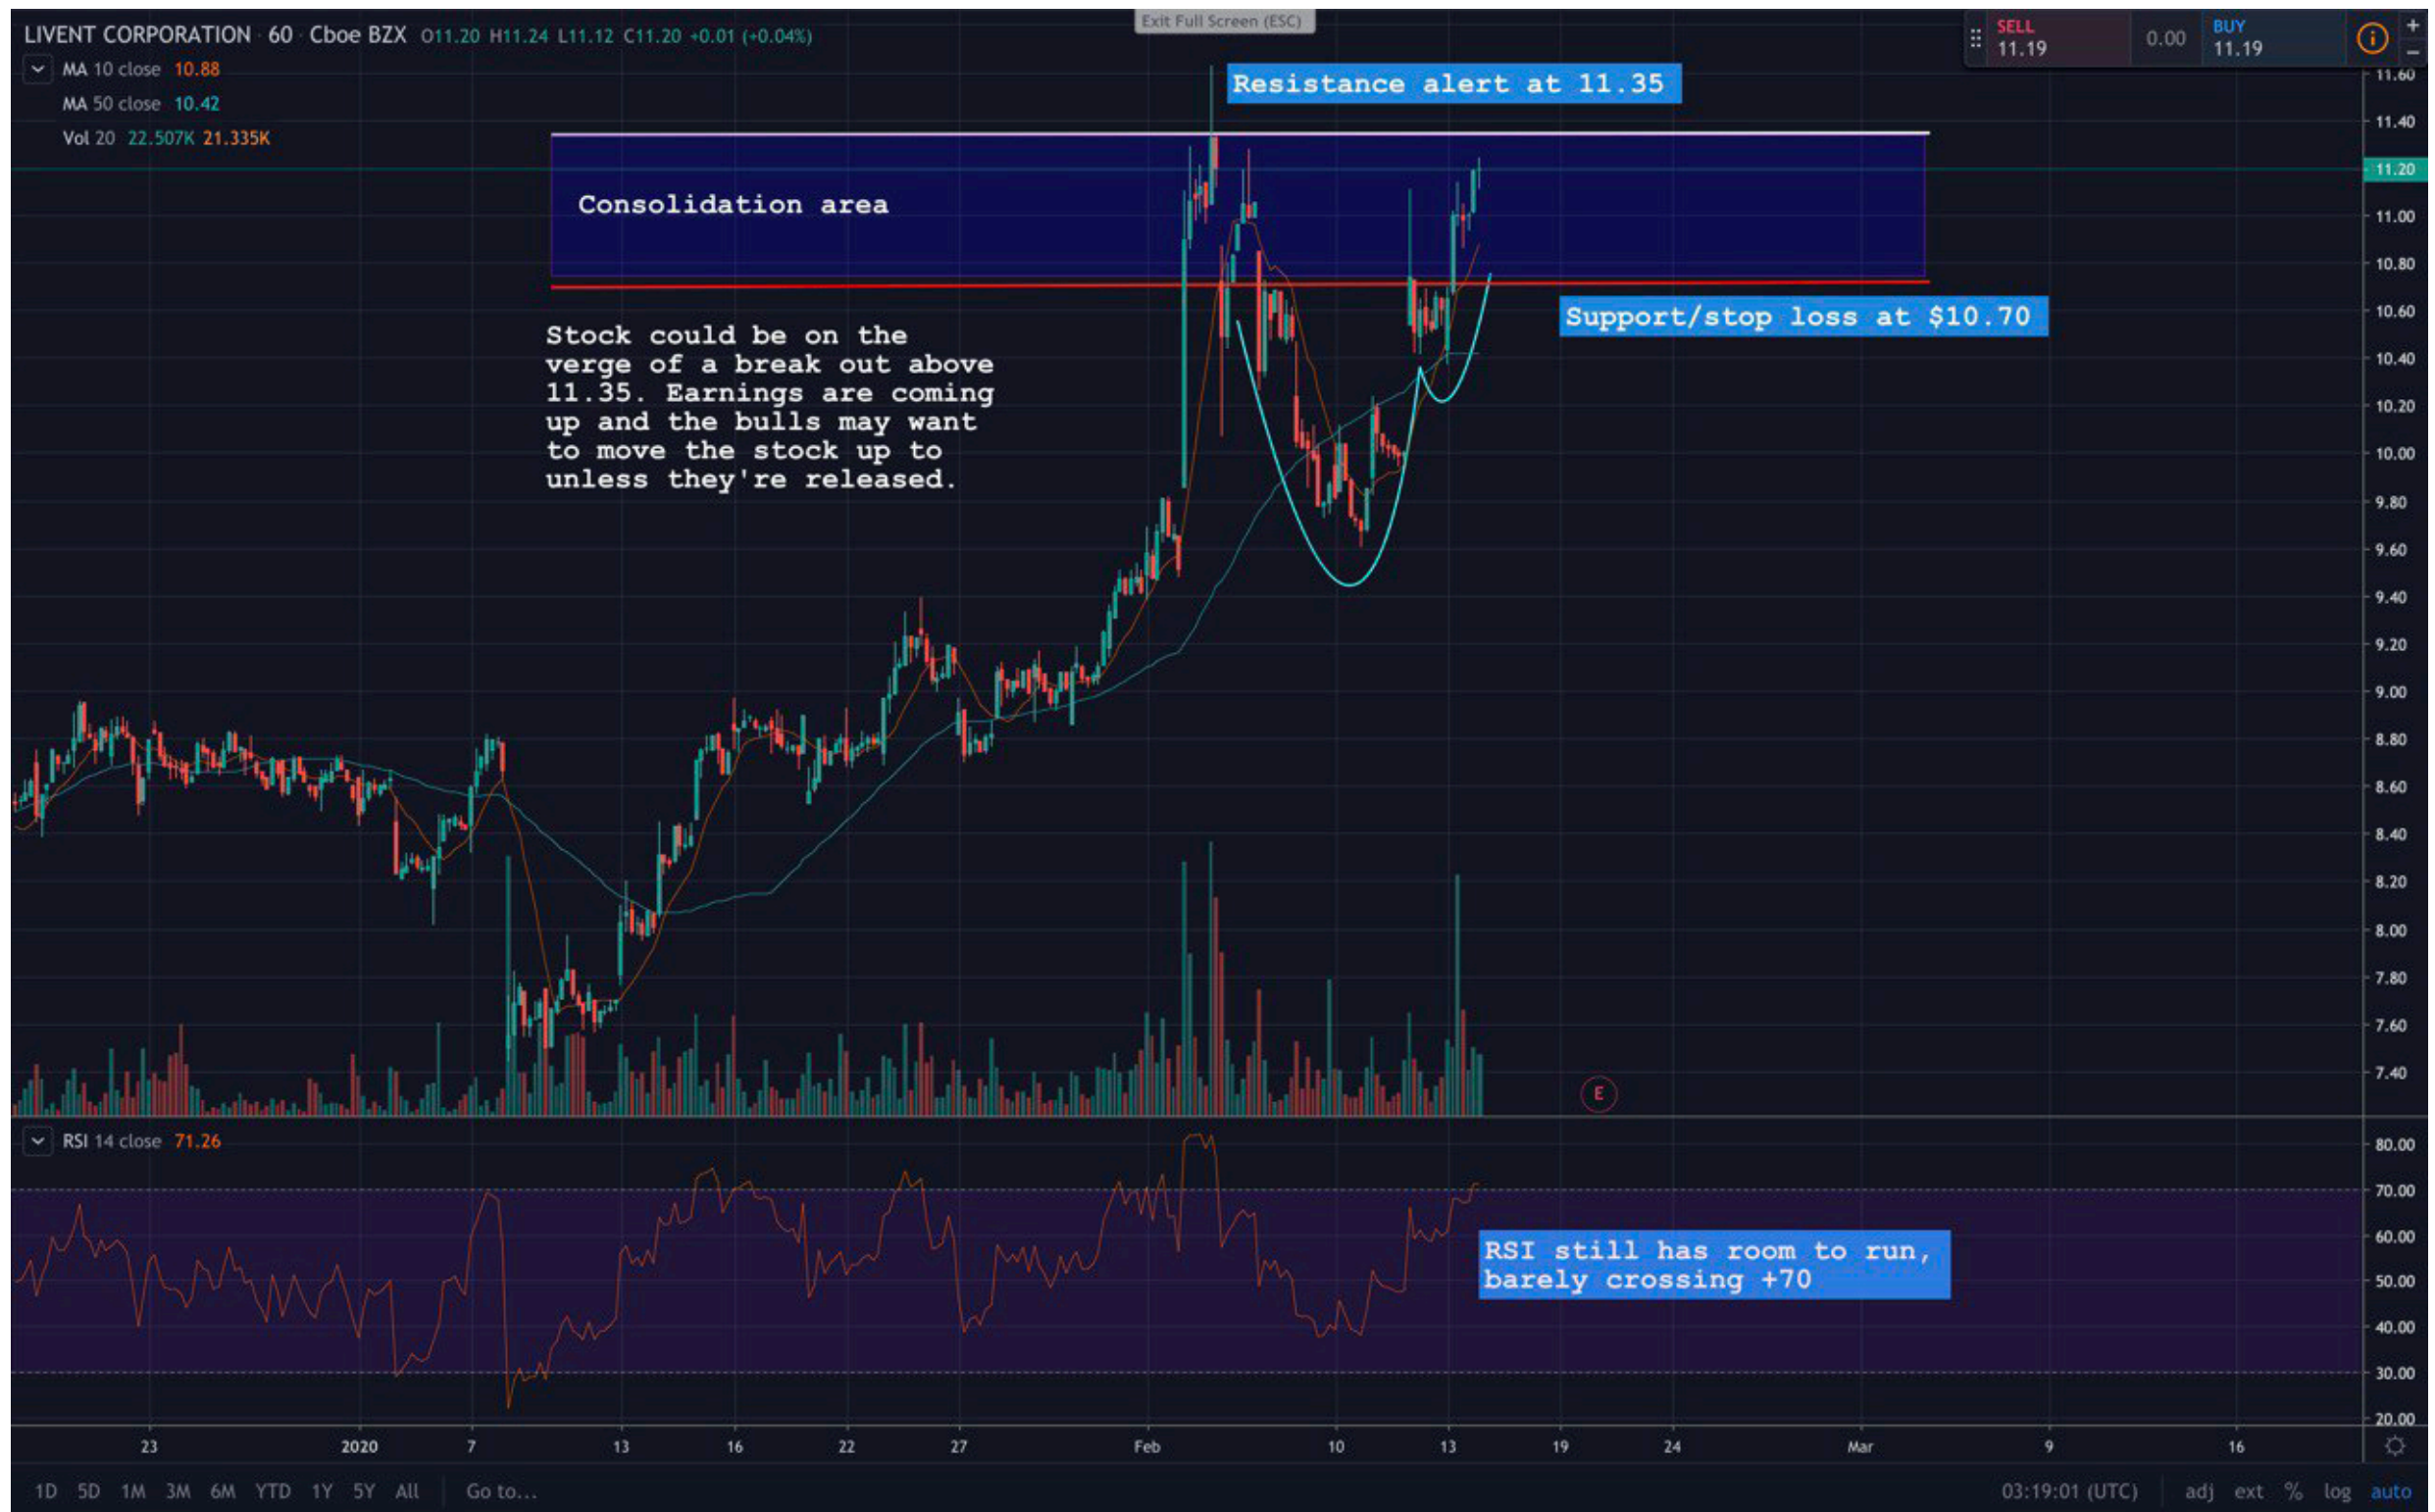 Exit Full Screen (ESC)
LIVENT CORPORATION · 60 · Cboe BZX O11.20 H11.24 L11.12 C11.20 +0.01 (+0.04%)
MA 10 close 10.88
MA 50 close 10.42
Vol 20 22.507K 21.335K
SELL
11.19
0.00
BUY
11.19
i
+
−
Resistance alert at 11.35
Consolidation area
Stock could be on the
verge of a break out above
11.35. Earnings are coming
up and the bulls may want
to move the stock up to
unless they're released.
Support/stop loss at $10.70
11.60
11.40
11.20
11.00
10.80
10.60
10.40
10.20
10.00
9.80
9.60
9.40
9.20
9.00
8.80
8.60
8.40
8.20
8.00
7.80
7.60
7.40
E
RSI 14 close 71.26
RSI still has room to run,
barely crossing +70
80.00
70.00
60.00
50.00
40.00
30.00
20.00
23 2020 7 13 16 22 27 Feb 10 13 19 24 Mar 9 16
1D 5D 1M 3M 6M YTD 1Y 5Y All Go to... 03:19:01 (UTC) adj ext % log auto